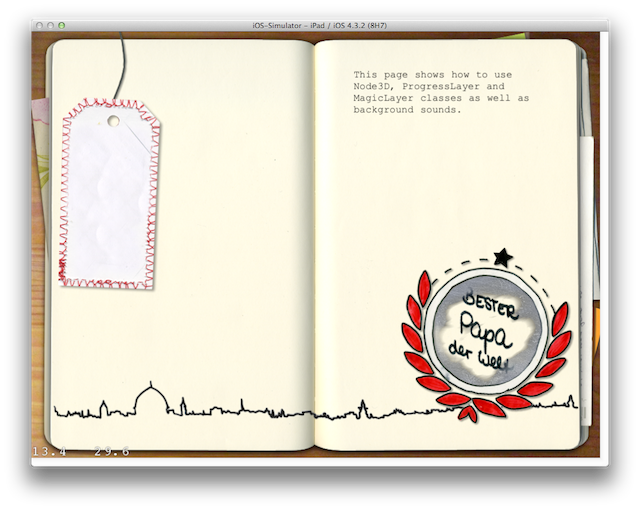 iOS-Simulator – iPad / iOS 4.3.2 (8H7)
This page shows how to use
Node3D, ProgressLayer and
MagicLayer classes as well as
background sounds.
BESTER
Papa
der Welt
13.4 29.6